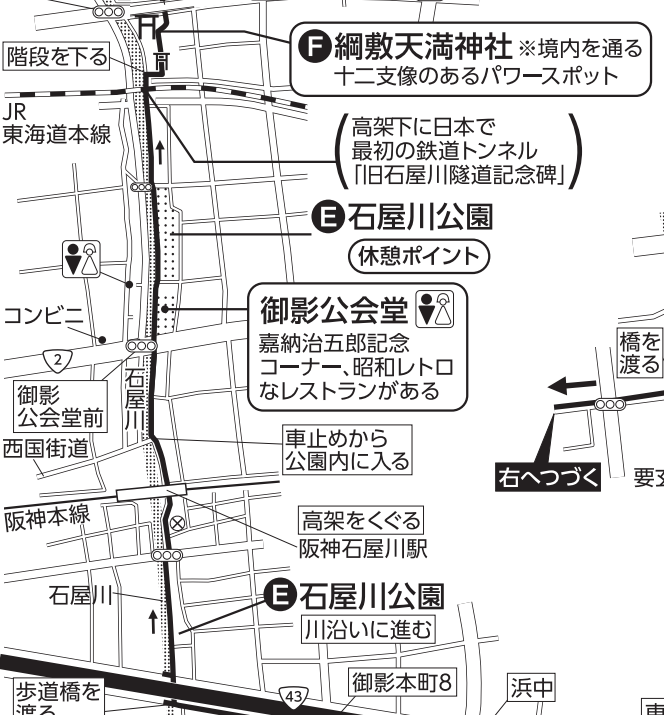 階段を下る
F 綱敷天満神社 ※境内を通る
十二支像のあるパワースポット
JR
東海道本線
高架下に日本で
最初の鉄道トンネル
「旧石屋川隧道記念碑」
E 石屋川公園
休憩ポイント
御影公会堂
嘉納治五郎記念
コーナー、昭和レトロ
なレストランがある
コンビニ
2
石屋川
御影
公会堂前
西国街道
車止めから
公園内に入る
橋を
渡る
右へつづく
阪神本線
高架をくぐる
阪神石屋川駅
石屋川
E 石屋川公園
川沿いに進む
43
御影本町8
浜中
歩道橋を